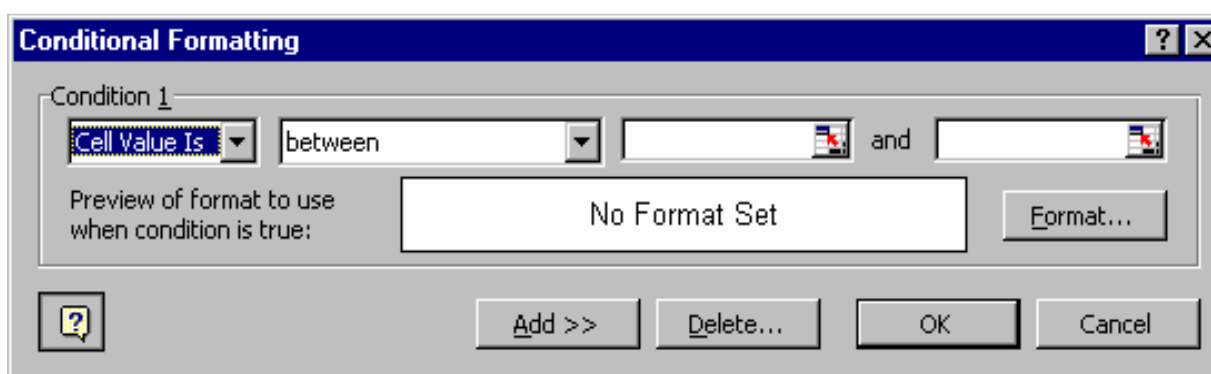 Conditional Formatting
Condition 1
Cell Value Is between and
Preview of format to use
when condition is true:
No Format Set
Format...
Add >> Delete... OK Cancel